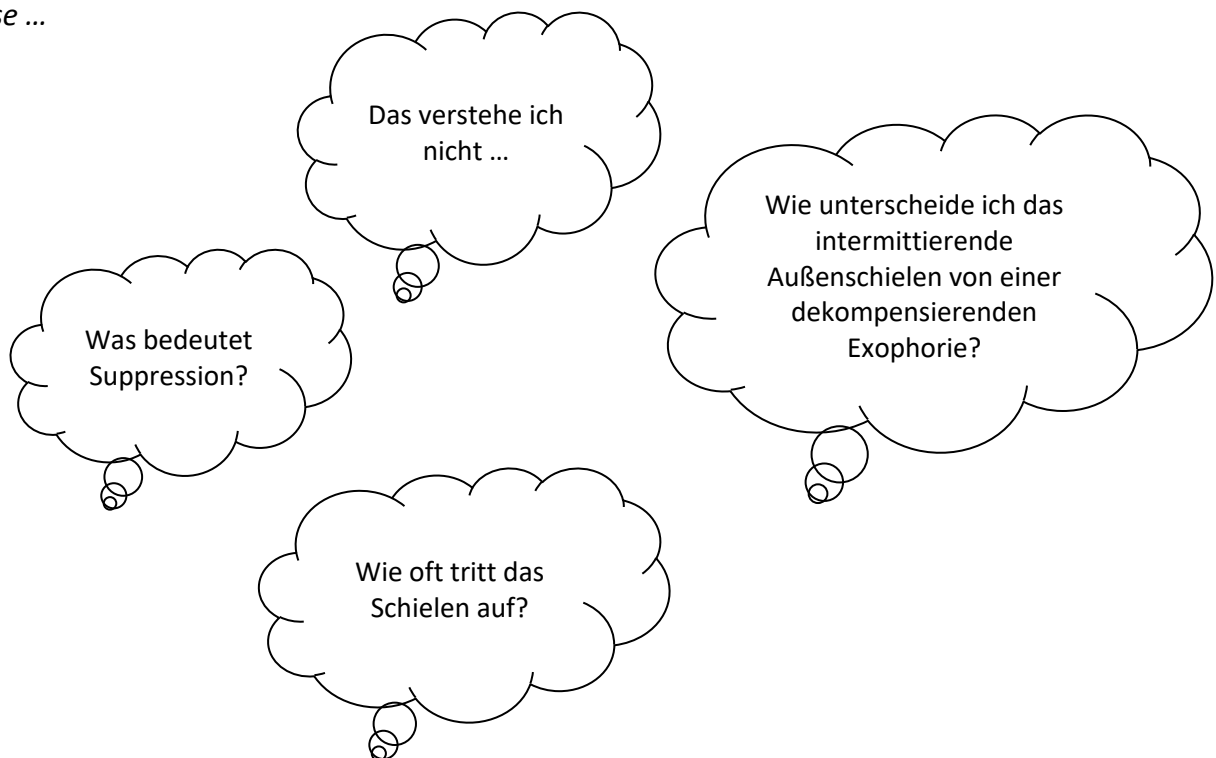 se …
Das verstehe ich
nicht …
Wie unterscheide ich das
intermittierende
Außenschielen von einer
dekompensierenden
Exophorie?
Was bedeutet
Suppression?
Wie oft tritt das
Schielen auf?